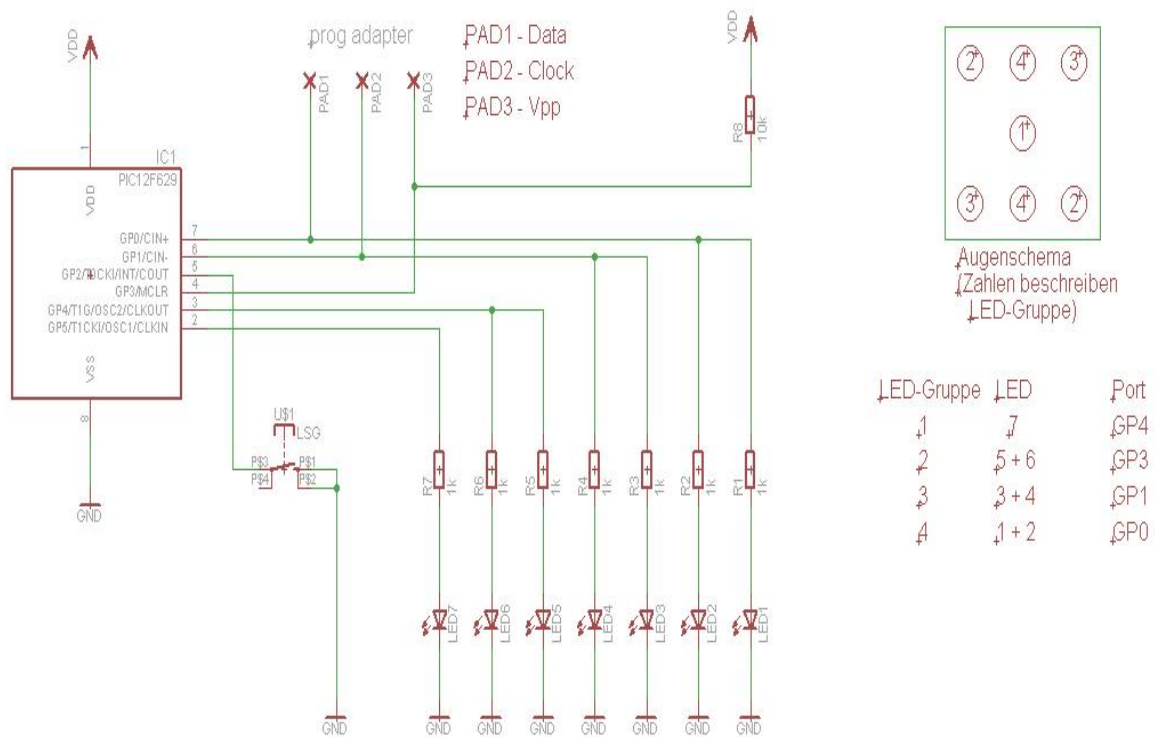 VDD
prog adapter
PAD1 - Data
PAD2 - Clock
PAD3 - Vpp
PAD1
PAD2
PAD3
VDD
R8
10k
1
IC1
PIC12F629
VDD
GP0/CIN+
7
GP1/CIN-
6
GP2/T0CKI/INT/COUT
5
GP3/MCLR
4
GP4/T1G/OSC2/CLKOUT
3
GP5/T1CKI/OSC1/CLKIN
2
VSS
8
GND
U$1
LSG
P$3
P$1
P$4
P$2
GND
R7
1k
R6
1k
R5
1k
R4
1k
R3
1k
R2
1k
R1
1k
LED7
LED6
LED5
LED4
LED3
LED2
LED1
GND
GND
GND
GND
GND
GND
GND
2 4 3
1
3 4 2
Augenschema
(Zahlen beschreiben
LED-Gruppe)
LED-Gruppe LED Port
1 7 GP4
2 5 + 6 GP3
3 3 + 4 GP1
4 1 + 2 GP0